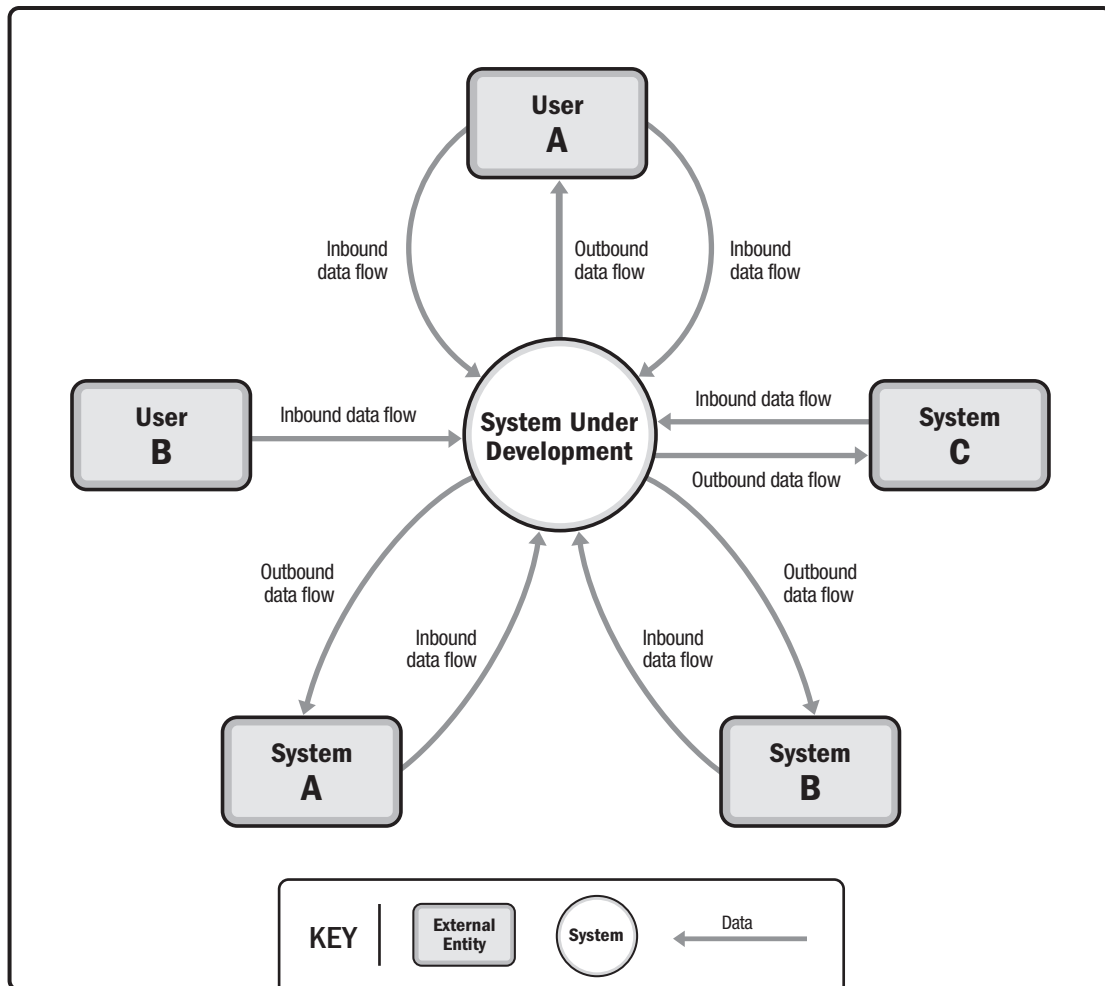 User
A
Inbound
data flow
Outbound
data flow
Inbound
data flow
User
B
Inbound data flow
System Under
Development
Inbound data flow
Outbound data flow
System
C
Outbound
data flow
Inbound
data flow
Inbound
data flow
Outbound
data flow
System
A
System
B
KEY
External
Entity
System
Data